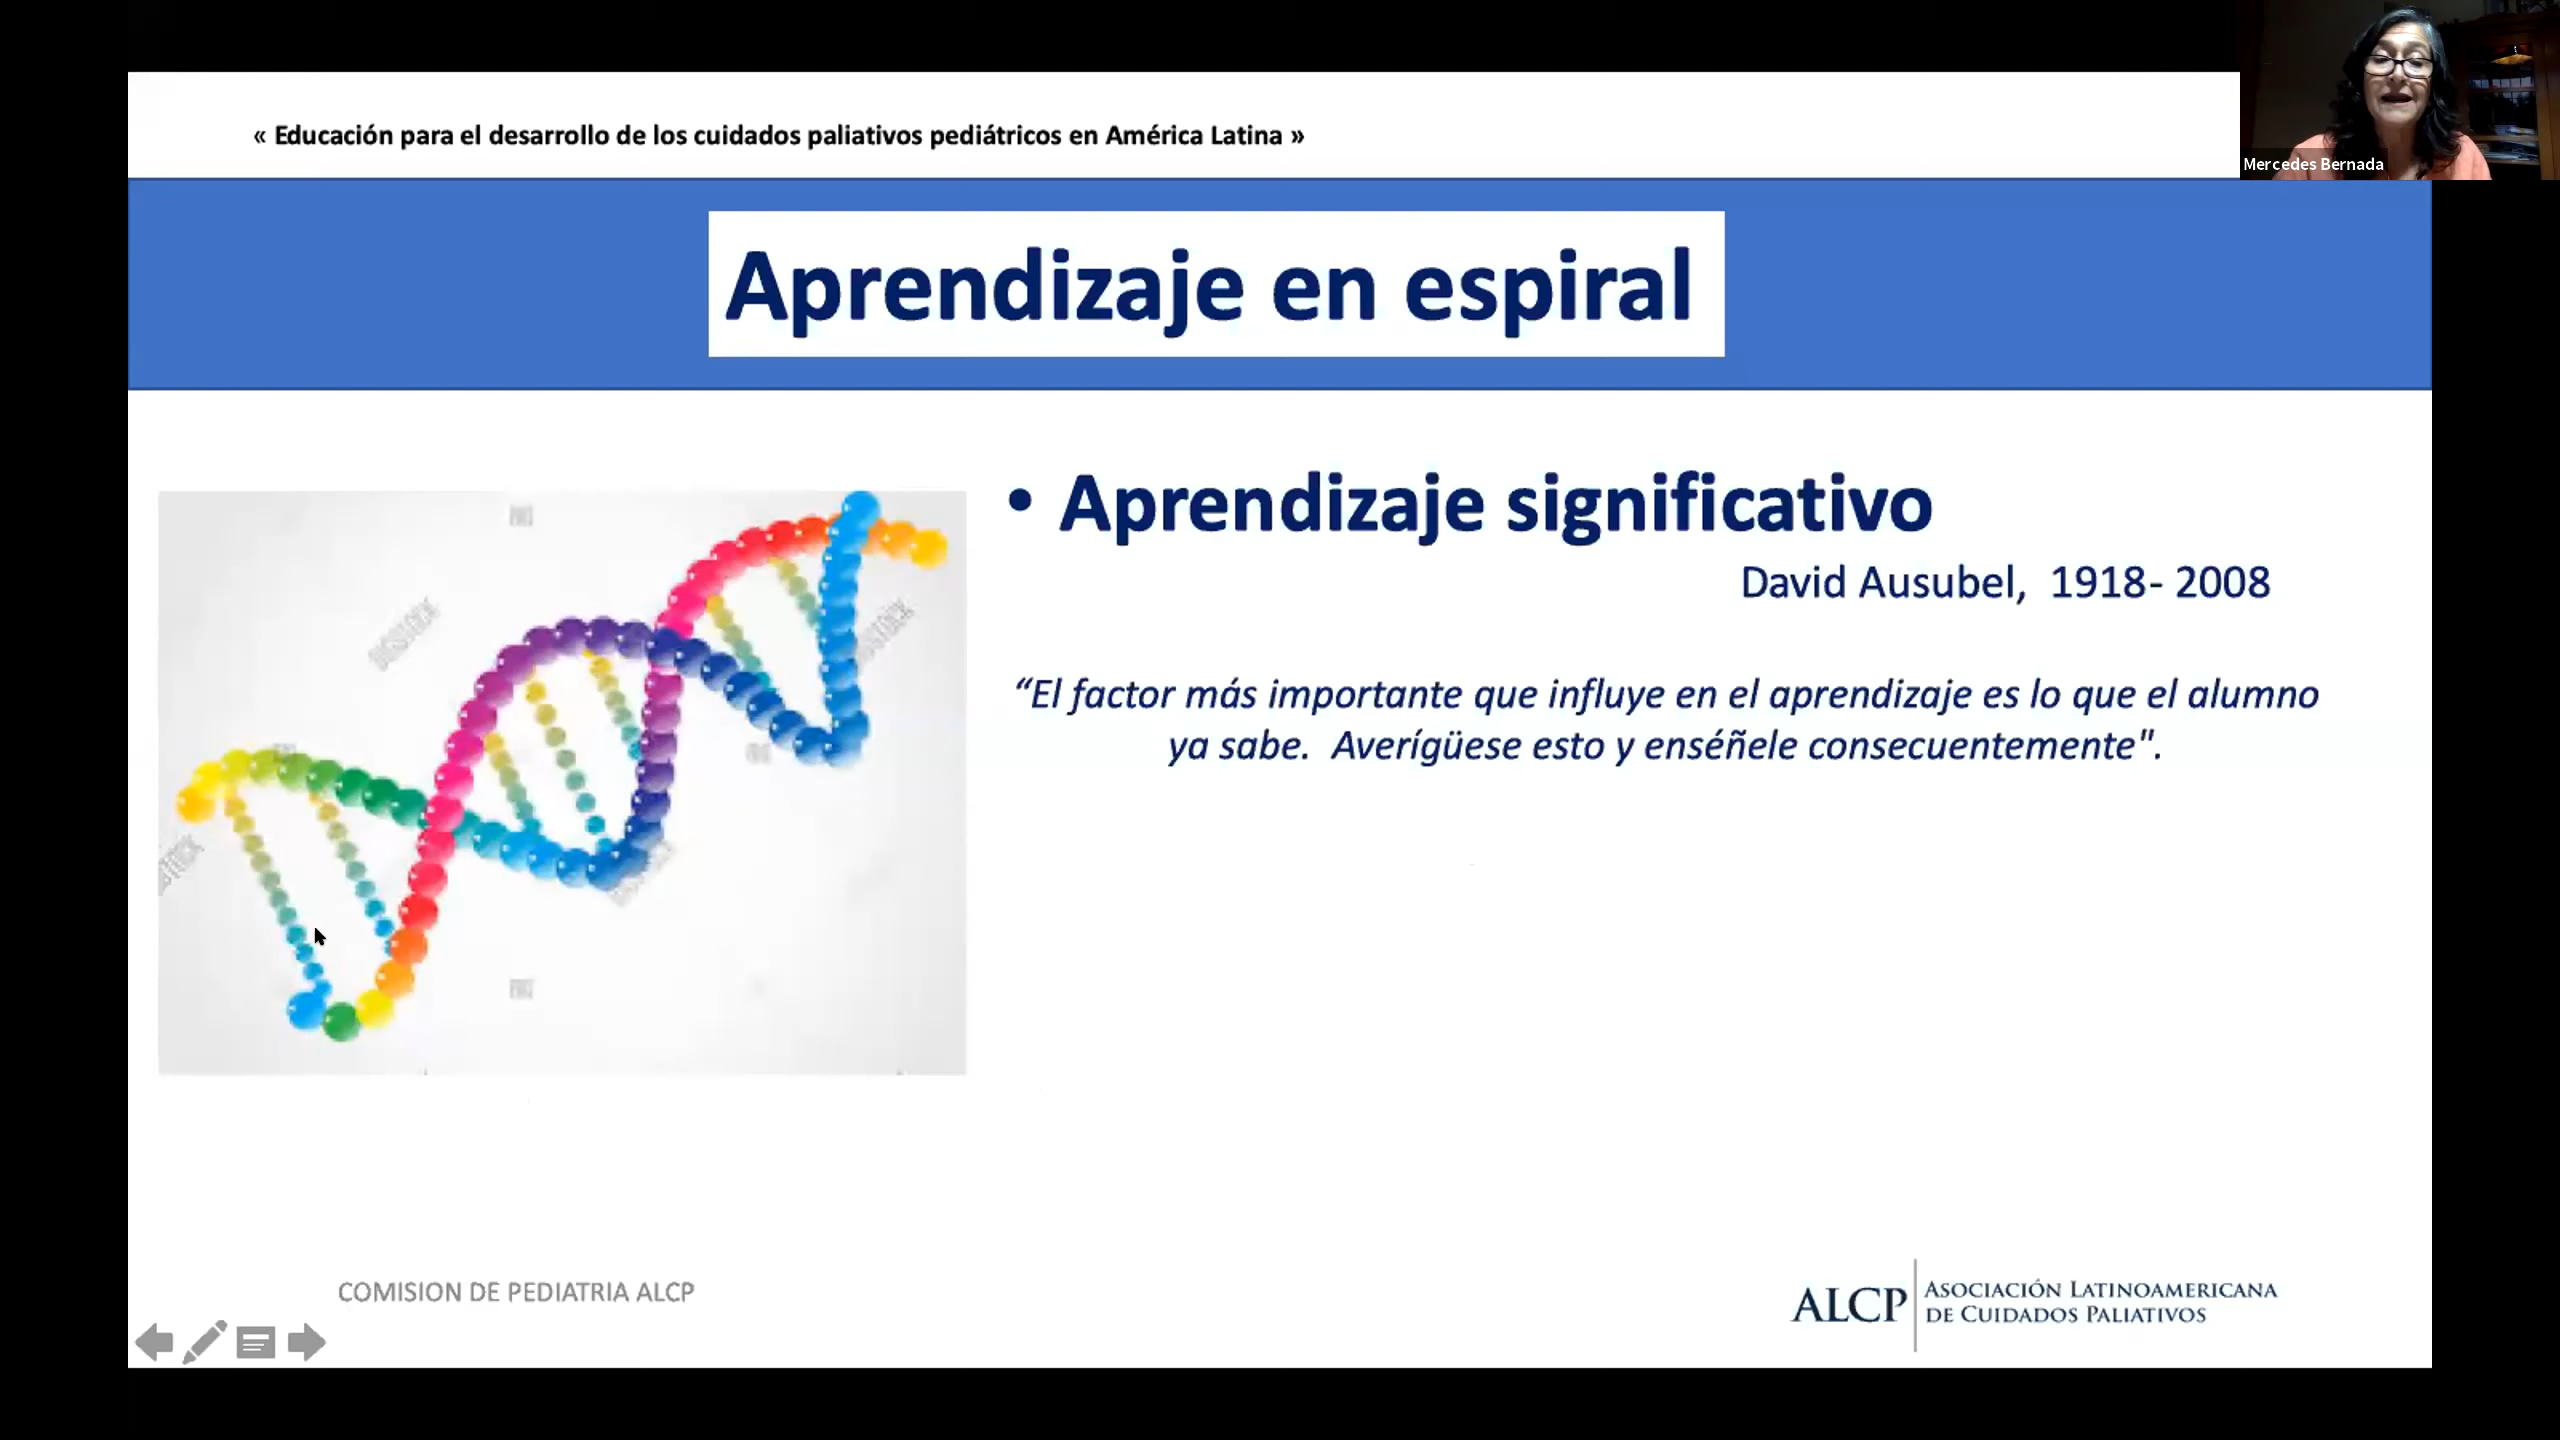 « Educación para el desarrollo de los cuidados paliativos pediátricos en América Latina »
Mercedes Bernada
Aprendizaje en espiral
• Aprendizaje significativo
David Ausubel, 1918- 2008
“El factor más importante que influye en el aprendizaje es lo que el alumno
ya sabe. Averígüese esto y enséñele consecuentemente".
COMISION DE PEDIATRIA ALCP
ALCP
ASOCIACIÓN LATINOAMERICANA
DE CUIDADOS PALIATIVOS